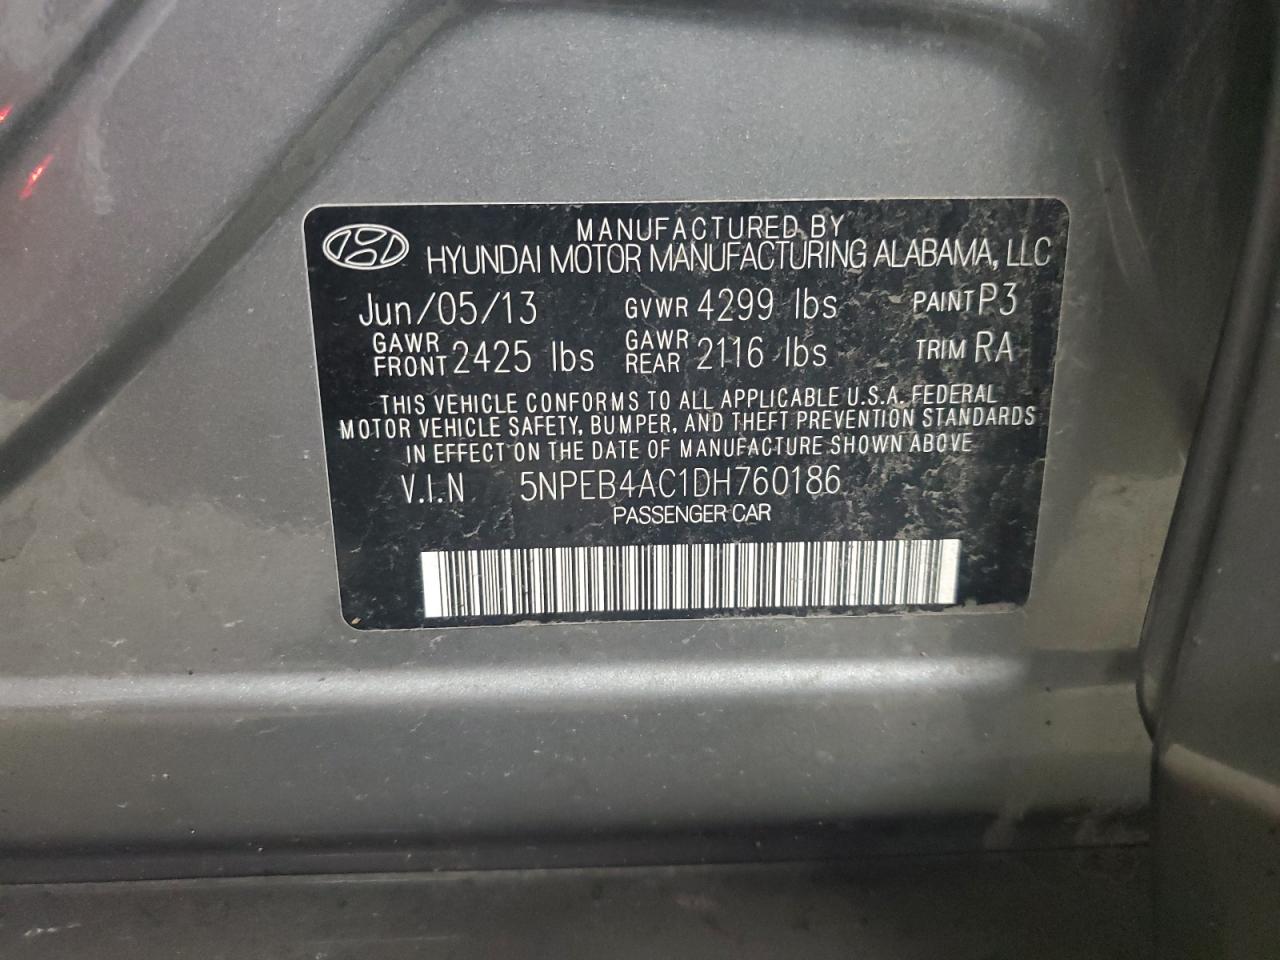 MANUFACTURED BY
HYUNDAI MOTOR MANUFACTURING ALABAMA, LLC
Jun/05/13 GVWR 4299 lbs PAINT P3
GAWR FRONT 2425 lbs GAWR REAR 2116 lbs TRIM RA
THIS VEHICLE CONFORMS TO ALL APPLICABLE U.S.A. FEDERAL
MOTOR VEHICLE SAFETY, BUMPER, AND THEFT PREVENTION STANDARDS
IN EFFECT ON THE DATE OF MANUFACTURE SHOWN ABOVE
V.I.N 5NPEB4AC1DH760186
PASSENGER CAR